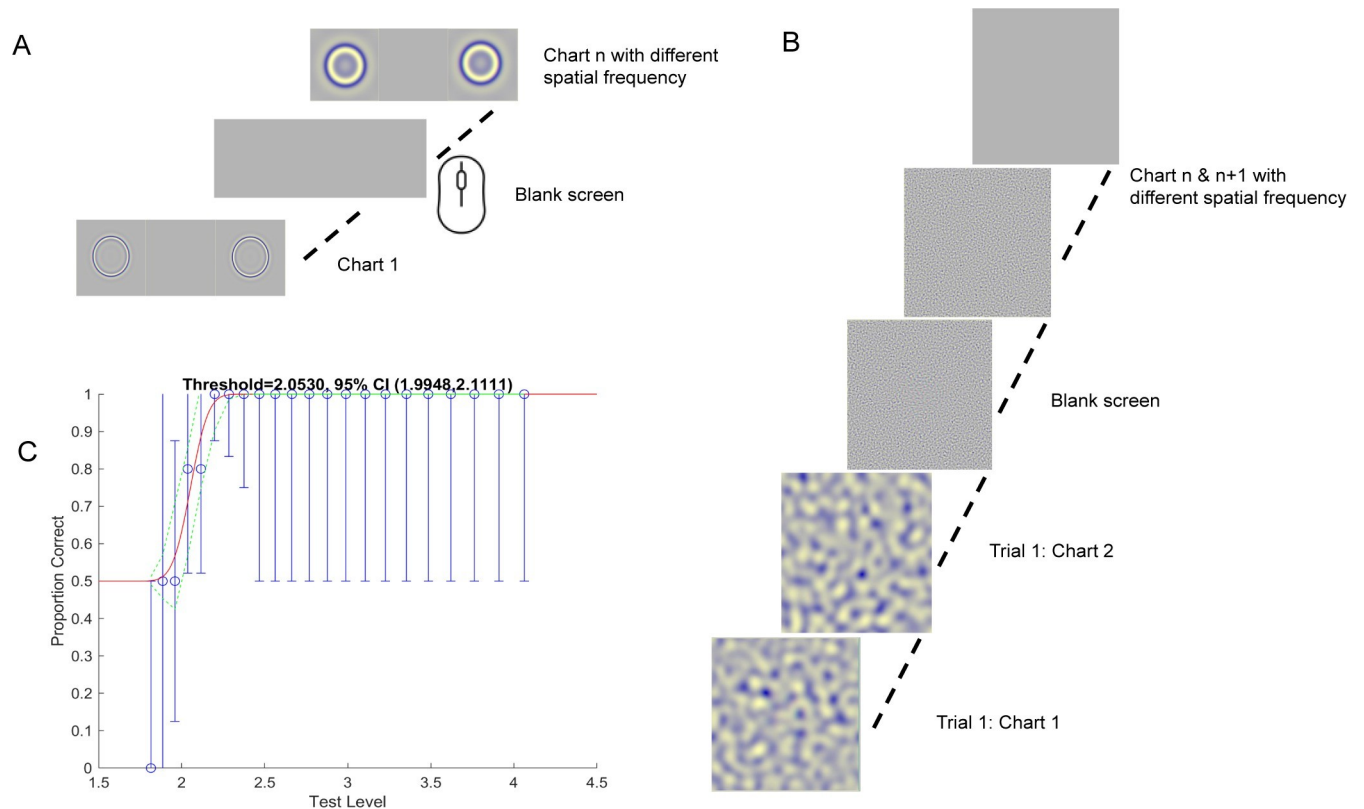 A
Chart n with different
spatial frequency
Blank screen
Chart 1
B
Chart n & n+1 with
different spatial frequency
Blank screen
Trial 1: Chart 2
Trial 1: Chart 1
C
Threshold=2.0530, 95% CI (1.9948,2.1111)
Proportion Correct
1
0.9
0.8
0.7
0.6
0.5
0.4
0.3
0.2
0.1
0
1.5 2 2.5 3 3.5 4 4.5
Test Level